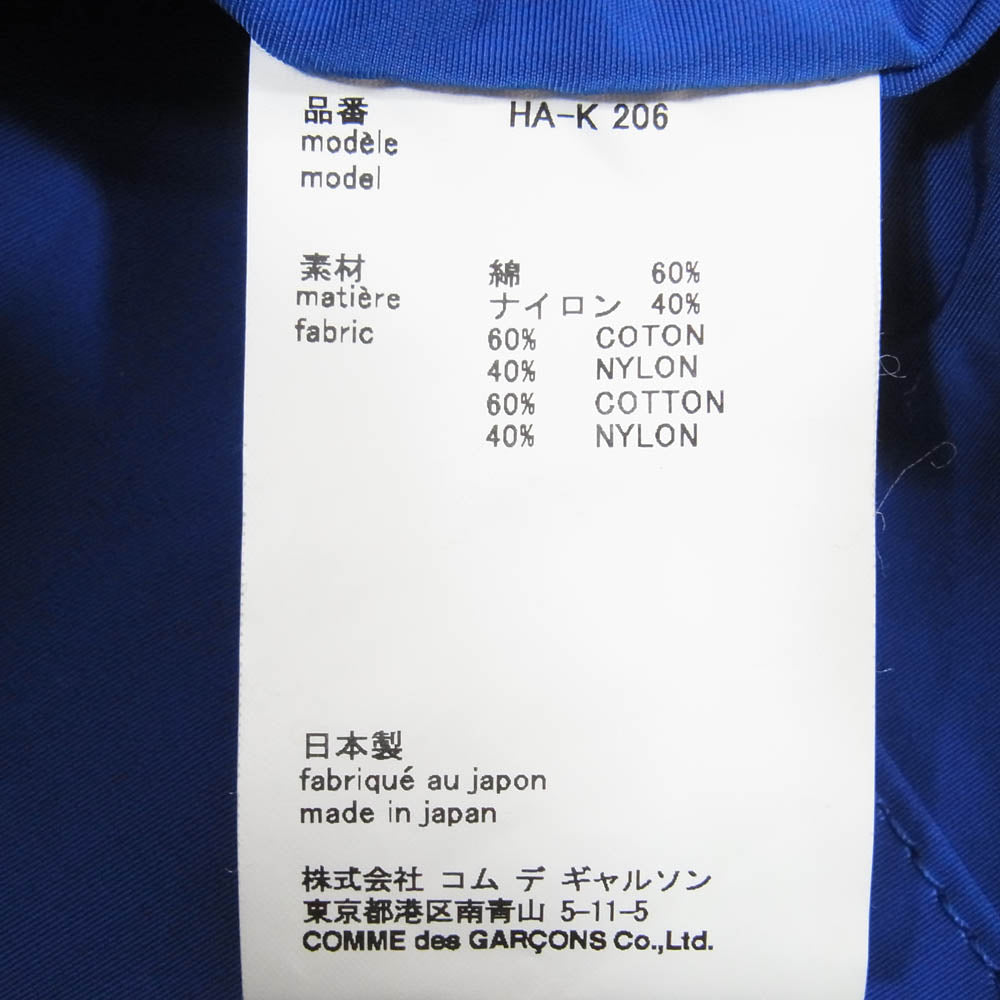 品番 HA-K 206
modèle
model
素材 綿 60%
matière ナイロン 40%
fabric 60% COTON
40% NYLON
60% COTTON
40% NYLON
日本製
fabriqué au japon
made in japan
株式会社 コム デ ギャルソン
東京都港区南青山 5-11-5
COMME des GARÇONS Co.,Ltd.